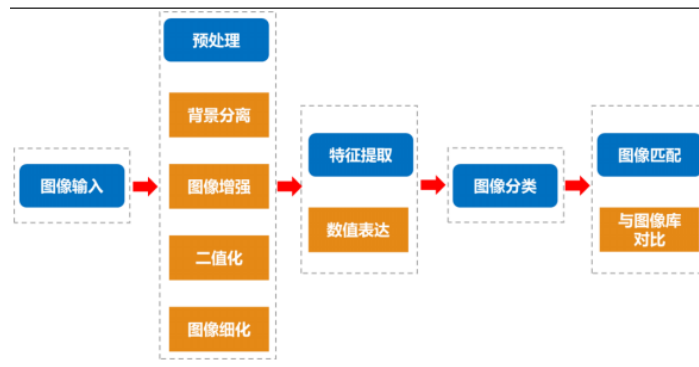 图像输入
预处理
背景分离
图像增强
二值化
图像细化
特征提取
数值表达
图像分类
图像匹配
与图像库
对比